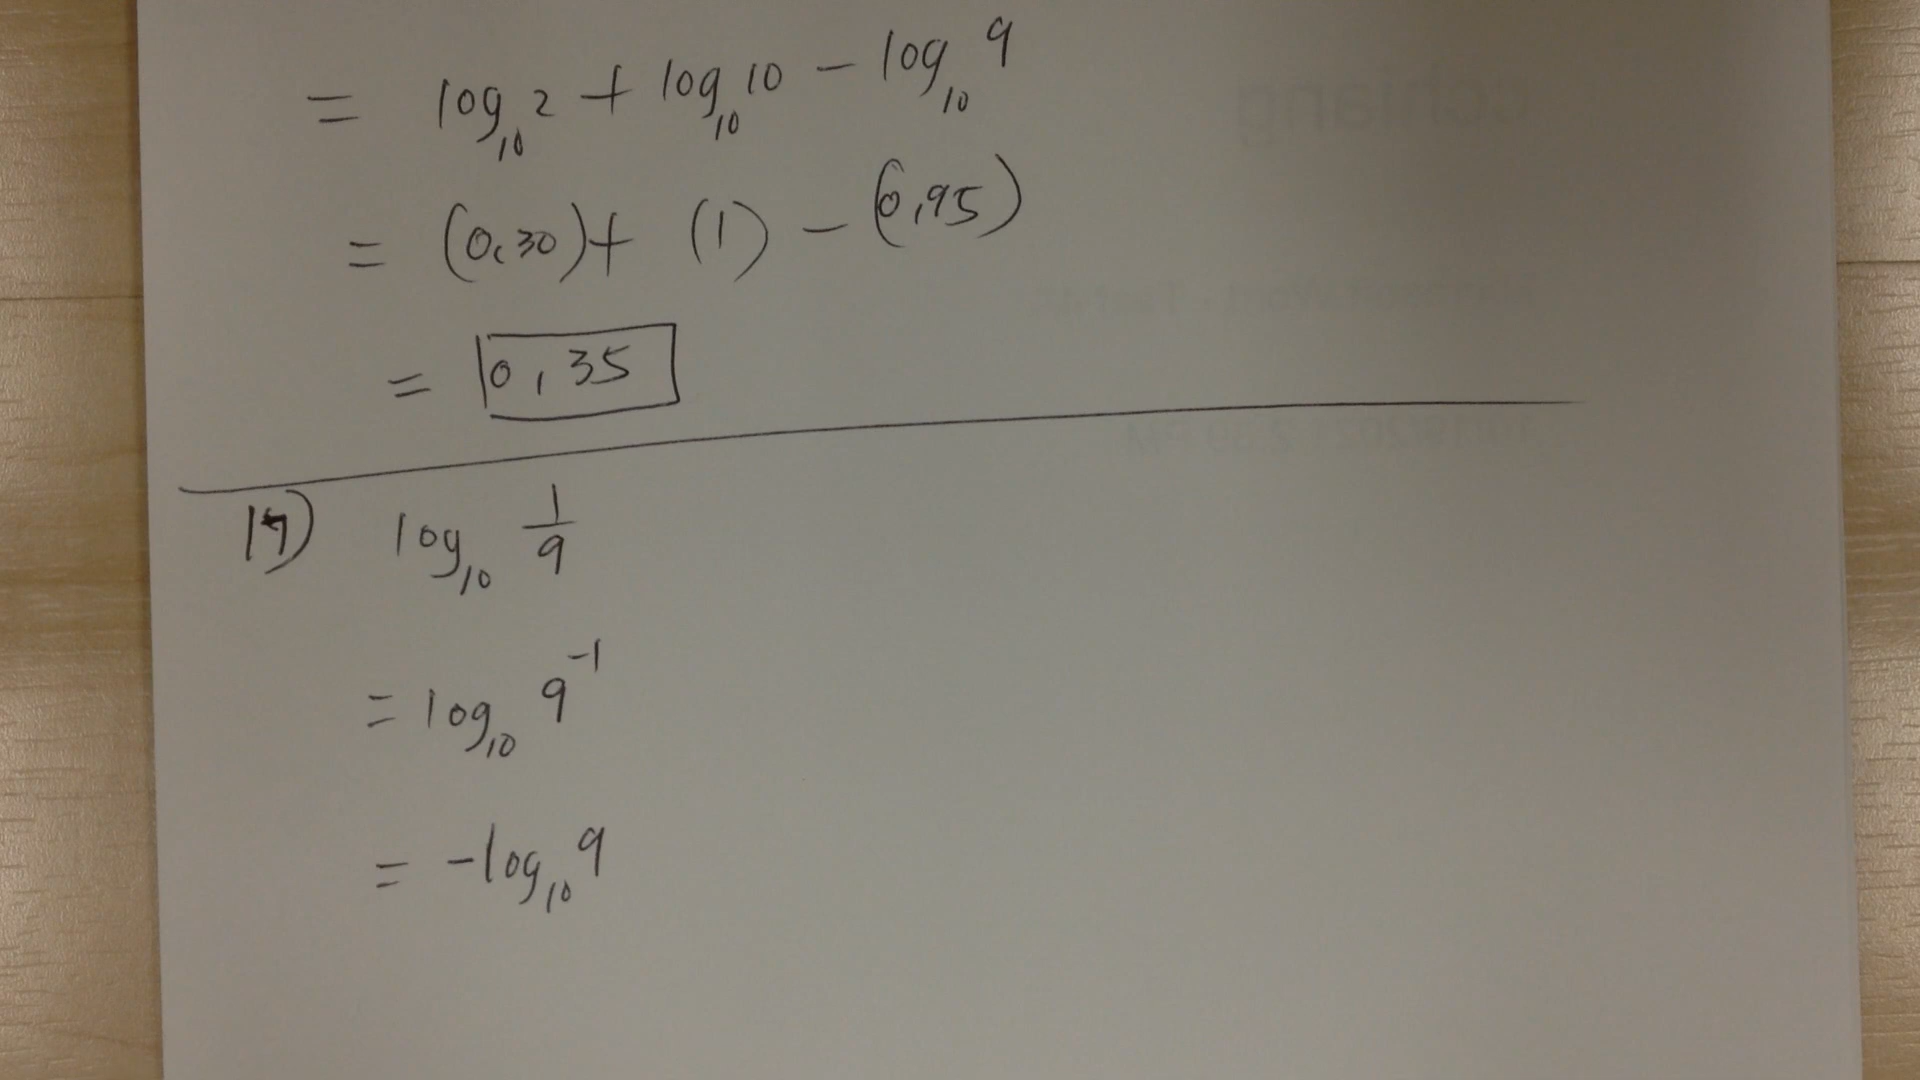 = log₁₀ 2 + log₁₀ 10 - log₁₀ 9
= (0.30) + (1) - (0.95)
= 0.35
17) log₁₀ 1/9
= log₁₀ 9⁻¹
= -log₁₀ 9